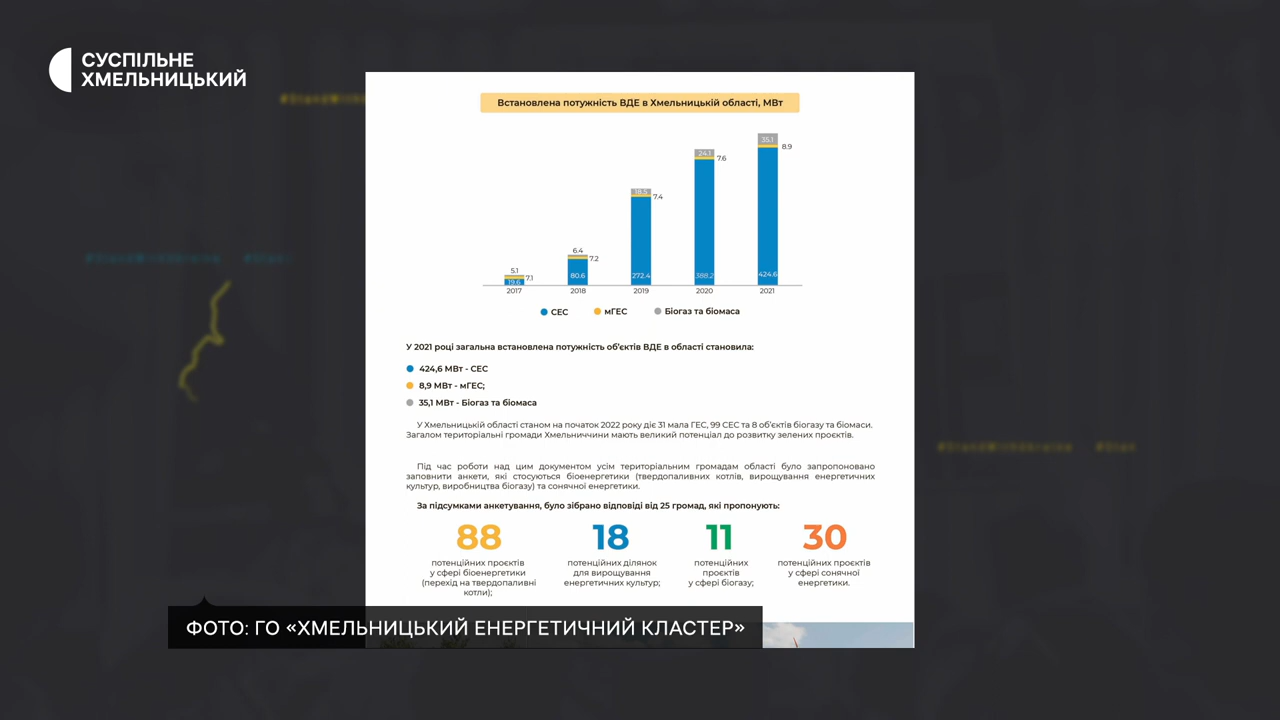 СУСПІЛЬНЕ
ХМЕЛЬНИЦЬКИЙ
Встановлена потужність ВДЕ в Хмельницькій області, МВт
35.1
8.9
24.1
7.6
18.5
7.4
6.4
7.2
5.1
7.1
19.6
80.6
272.4
388.2
424.6
2017 2018 2019 2020 2021
СЕС мГЕС Біогаз та біомаса
У 2021 році загальна встановлена потужність об'єктів ВДЕ в області становила:
424,6 МВт - СЕС
8,9 МВт - мГЕС;
35,1 МВт - Біогаз та біомаса
У Хмельницькій області станом на початок 2022 року діє 31 мала ГЕС, 99 СЕС та 8 об'єктів біогазу та біомаси.
Загалом територіальні громади Хмельниччини мають великий потенціал до розвитку зелених проєктів.
Під час роботи над цим документом усім територіальним громадам області було запропоновано
заповнити анкети, які стосуються біоенергетики (твердопаливних котлів, вирощування енергетичних
культур, виробництва біогазу) та сонячної енергетики.
За підсумками анкетування, було зібрано відповіді від 25 громад, які пропонують:
88 18 11 30
потенційних проєктів
у сфері біоенергетики
(перехід на твердопаливні
котли);
потенційних ділянок
для вирощування
енергетичних культур;
потенційних
проєктів
у сфері біогазу;
потенційних проєктів
у сфері сонячної
енергетики.
ФОТО: ГО «ХМЕЛЬНИЦЬКИЙ ЕНЕРГЕТИЧНИЙ КЛАСТЕР»